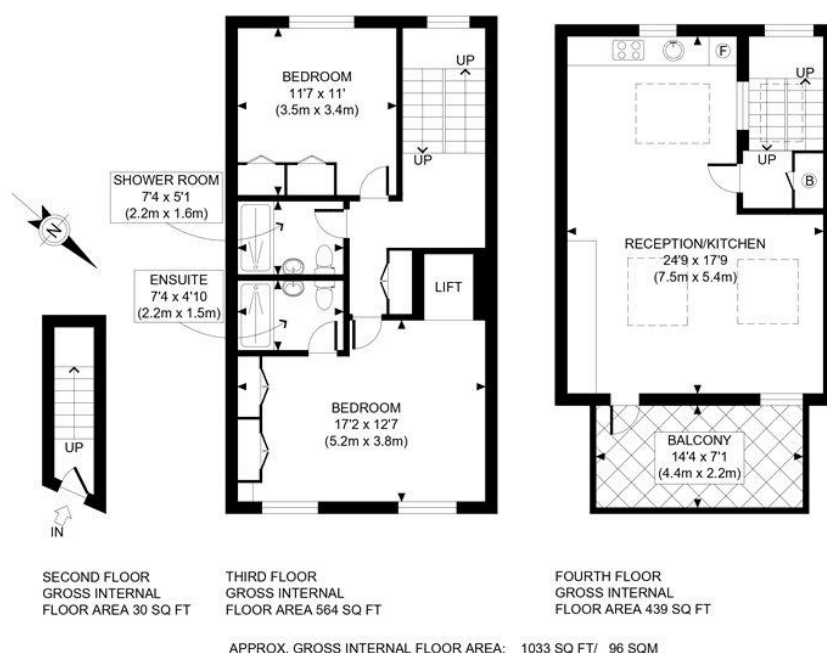 UP
BEDROOM
11'7 x 11'
(3.5m x 3.4m)
UP
SHOWER ROOM
7'4 x 5'1
(2.2m x 1.6m)
ENSUITE
7'4 x 4'10
(2.2m x 1.5m)
LIFT
BEDROOM
17'2 x 12'7
(5.2m x 3.8m)
N
UP
IN
F
UP
UP
B
RECEPTION/KITCHEN
24'9 x 17'9
(7.5m x 5.4m)
BALCONY
14'4 x 7'1
(4.4m x 2.2m)
SECOND FLOOR
GROSS INTERNAL
FLOOR AREA 30 SQ FT
THIRD FLOOR
GROSS INTERNAL
FLOOR AREA 564 SQ FT
FOURTH FLOOR
GROSS INTERNAL
FLOOR AREA 439 SQ FT
APPROX. GROSS INTERNAL FLOOR AREA: 1033 SQ FT/ 96 SQM